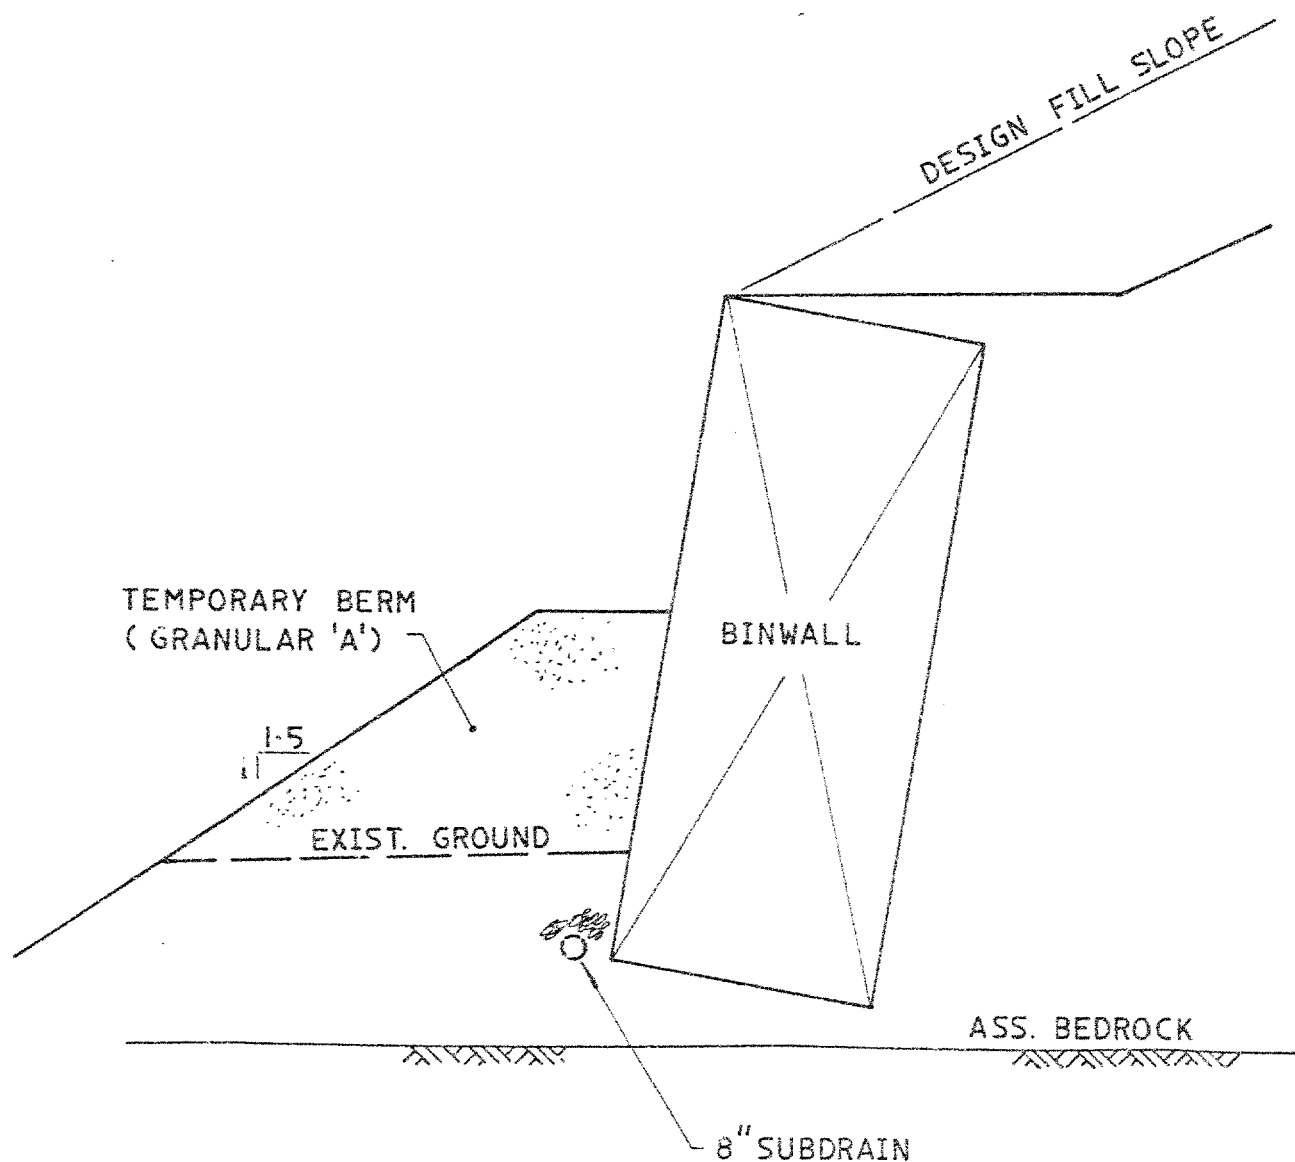 DESIGN FILL SLOPE
TEMPORARY BERM
(GRANULAR 'A')
BINWALL
1·5
1
EXIST. GROUND
ASS. BEDROCK
8" SUBDRAIN